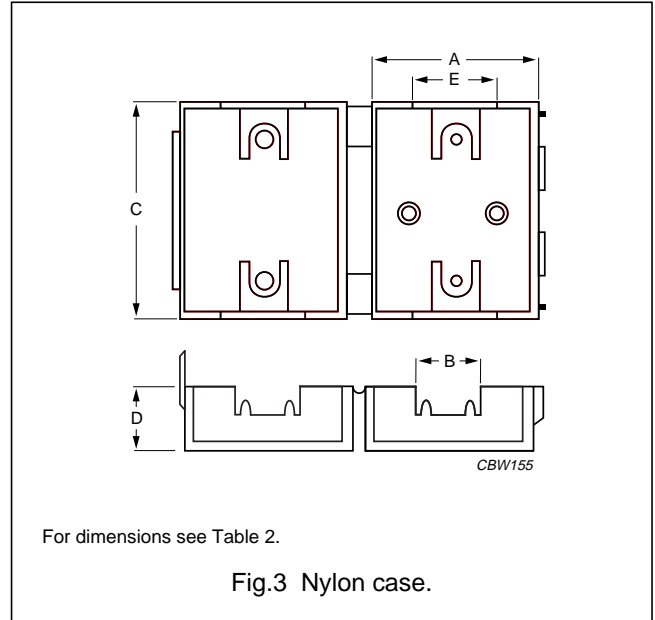 A
E
C
B
D
CBW155
For dimensions see Table 2.
Fig.3 Nylon case.